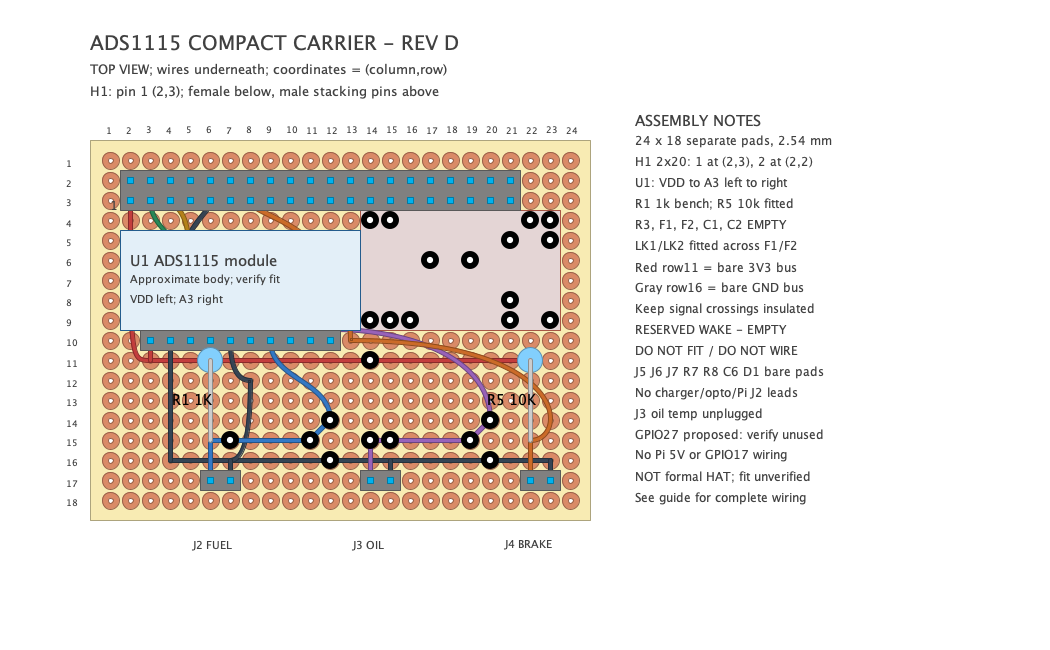 ADS1115 COMPACT CARRIER – REV D
TOP VIEW; wires underneath; coordinates = (column,row)
H1: pin 1 (2,3); female below, male stacking pins above
1 2 3 4 5 6 7 8 9 10 11 12 13 14 15 16 17 18 19 20 21 22 23 24
1
2
3
4
5
6
7
8
9
10
11
12
13
14
15
16
17
18
1
U1 ADS1115 module
Approximate body; verify fit
VDD left; A3 right
R1 1K
R5 10K
J2 FUEL
J3 OIL
J4 BRAKE
ASSEMBLY NOTES
24 x 18 separate pads, 2.54 mm
H1 2x20: 1 at (2,3), 2 at (2,2)
U1: VDD to A3 left to right
R1 1k bench; R5 10k fitted
R3, F1, F2, C1, C2 EMPTY
LK1/LK2 fitted across F1/F2
Red row11 = bare 3V3 bus
Gray row16 = bare GND bus
Keep signal crossings insulated
RESERVED WAKE – EMPTY
DO NOT FIT / DO NOT WIRE
J5 J6 J7 R7 R8 C6 D1 bare pads
No charger/opto/Pi J2 leads
J3 oil temp unplugged
GPIO27 proposed: verify unused
No Pi 5V or GPIO17 wiring
NOT formal HAT; fit unverified
See guide for complete wiring